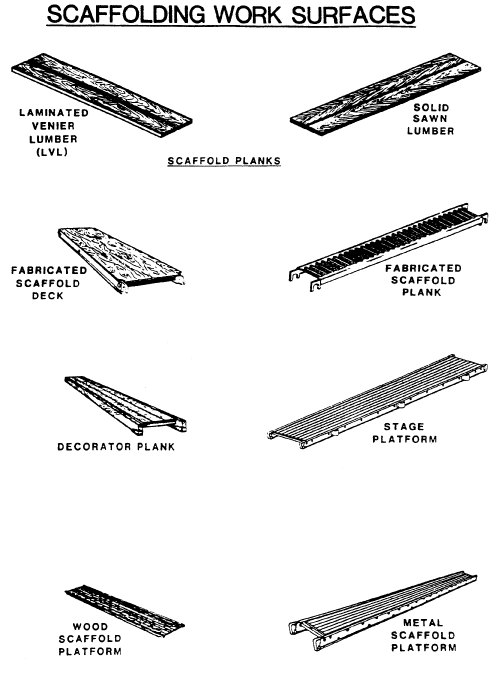 SCAFFOLDING WORK SURFACES
LAMINATED
VENIER
LUMBER
(LVL)
SOLID
SAWN
LUMBER
SCAFFOLD PLANKS
FABRICATED
SCAFFOLD
DECK
FABRICATED
SCAFFOLD
PLANK
DECORATOR PLANK
STAGE
PLATFORM
WOOD
SCAFFOLD
PLATFORM
METAL
SCAFFOLD
PLATFORM